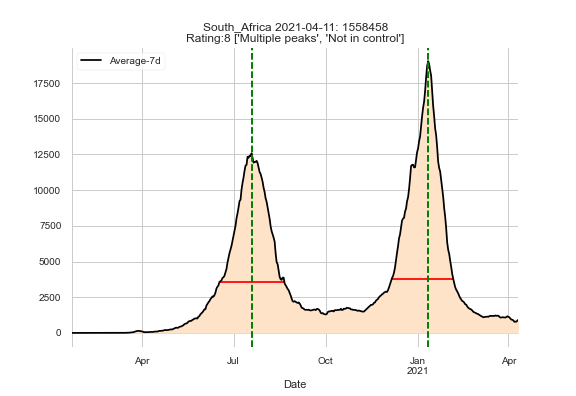 South_Africa 2021-04-11: 1558458
Rating:8 ['Multiple peaks', 'Not in control']
Average-7d
17500
15000
12500
10000
7500
5000
2500
0
Apr
Jul
Oct
Jan
2021
Apr
Date